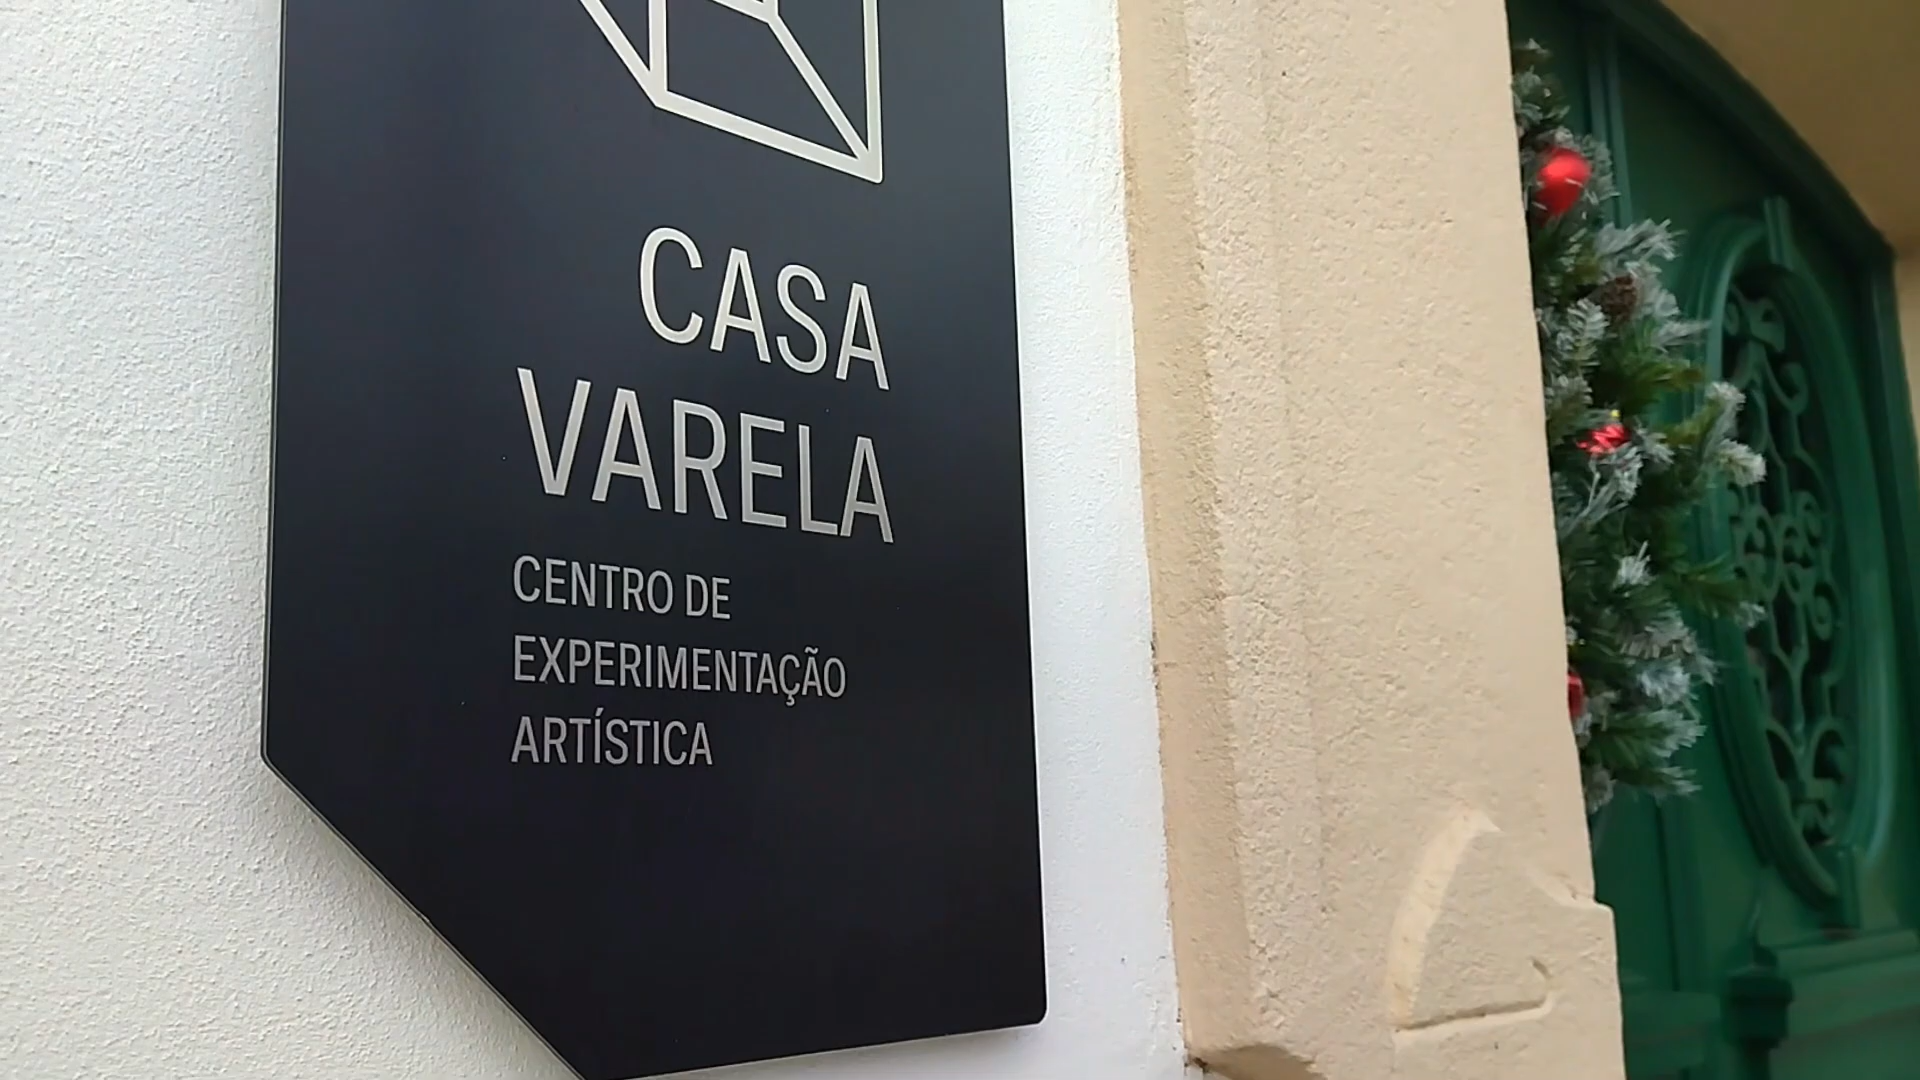 CASA
VARELA
CENTRO DE
EXPERIMENTAÇÃO
ARTÍSTICA